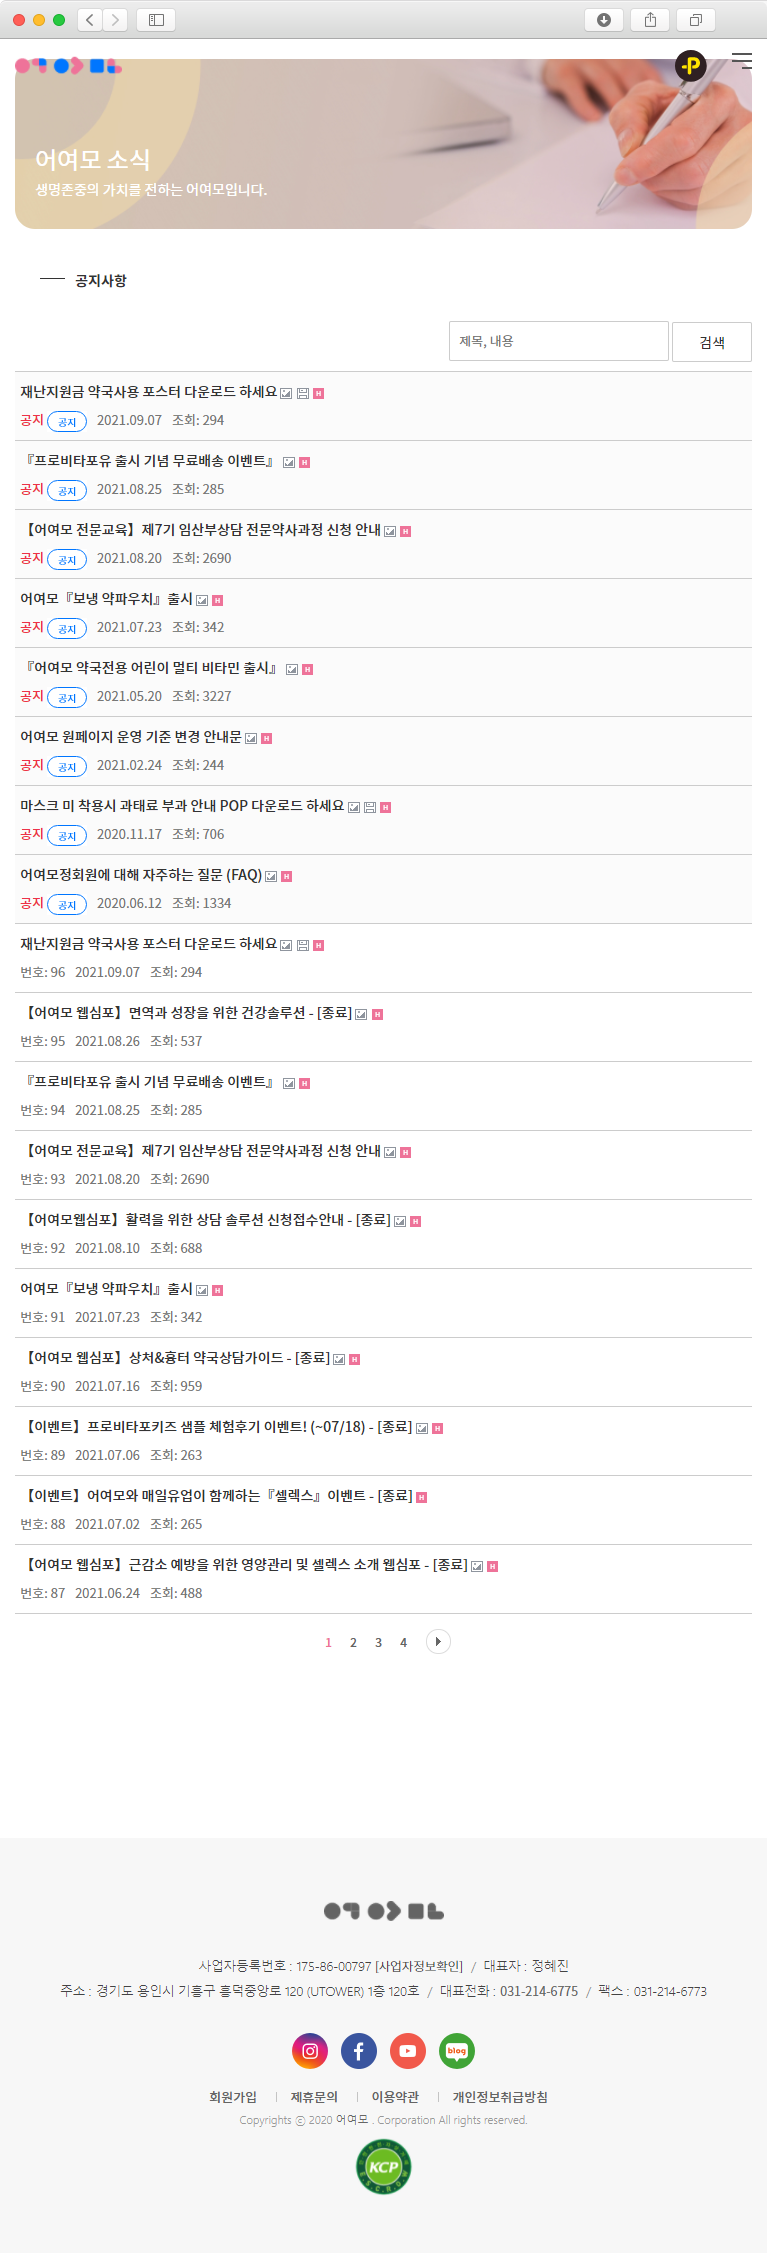 어여모
P
어여모 소식
생명존중의 가치를 전하는 어여모입니다.
공지사항
제목, 내용
검색
재난지원금 약국사용 포스터 다운로드 하세요 H
공지 공지 2021.09.07 조회: 294
『프로비타포유 출시 기념 무료배송 이벤트』 H
공지 공지 2021.08.25 조회: 285
【어여모 전문교육】제7기 임산부상담 전문약사과정 신청 안내 H
공지 공지 2021.08.20 조회: 2690
어여모『보냉 약파우치』출시 H
공지 공지 2021.07.23 조회: 342
『어여모 약국전용 어린이 멀티 비타민 출시』 H
공지 공지 2021.05.20 조회: 3227
어여모 원페이지 운영 기준 변경 안내문 H
공지 공지 2021.02.24 조회: 244
마스크 미 착용시 과태료 부과 안내 POP 다운로드 하세요 H
공지 공지 2020.11.17 조회: 706
어여모정회원에 대해 자주하는 질문 (FAQ) H
공지 공지 2020.06.12 조회: 1334
재난지원금 약국사용 포스터 다운로드 하세요 H
번호: 96 2021.09.07 조회: 294
【어여모 웹심포】면역과 성장을 위한 건강솔루션 - [종료] H
번호: 95 2021.08.26 조회: 537
『프로비타포유 출시 기념 무료배송 이벤트』 H
번호: 94 2021.08.25 조회: 285
【어여모 전문교육】제7기 임산부상담 전문약사과정 신청 안내 H
번호: 93 2021.08.20 조회: 2690
【어여모웹심포】활력을 위한 상담 솔루션 신청접수안내 - [종료] H
번호: 92 2021.08.10 조회: 688
어여모『보냉 약파우치』출시 H
번호: 91 2021.07.23 조회: 342
【어여모 웹심포】상처&흉터 약국상담가이드 - [종료] H
번호: 90 2021.07.16 조회: 959
【이벤트】프로비타포키즈 샘플 체험후기 이벤트! (~07/18) - [종료] H
번호: 89 2021.07.06 조회: 263
【이벤트】어여모와 매일유업이 함께하는『셀렉스』이벤트 - [종료] H
번호: 88 2021.07.02 조회: 265
【어여모 웹심포】근감소 예방을 위한 영양관리 및 셀렉스 소개 웹심포 - [종료] H
번호: 87 2021.06.24 조회: 488
1 2 3 4
어여모
사업자등록번호 : 175-86-00797 [사업자정보확인] / 대표자 : 정혜진
주소 : 경기도 용인시 기흥구 흥덕중앙로 120 (UTOWER) 1층 120호 / 대표전화 : 031-214-6775 / 팩스 : 031-214-6773
f blog
회원가입 | 제휴문의 | 이용약관 | 개인정보취급방침
Copyrights ⓒ 2020 어여모 . Corporation All rights reserved.
KCP
ESCROW